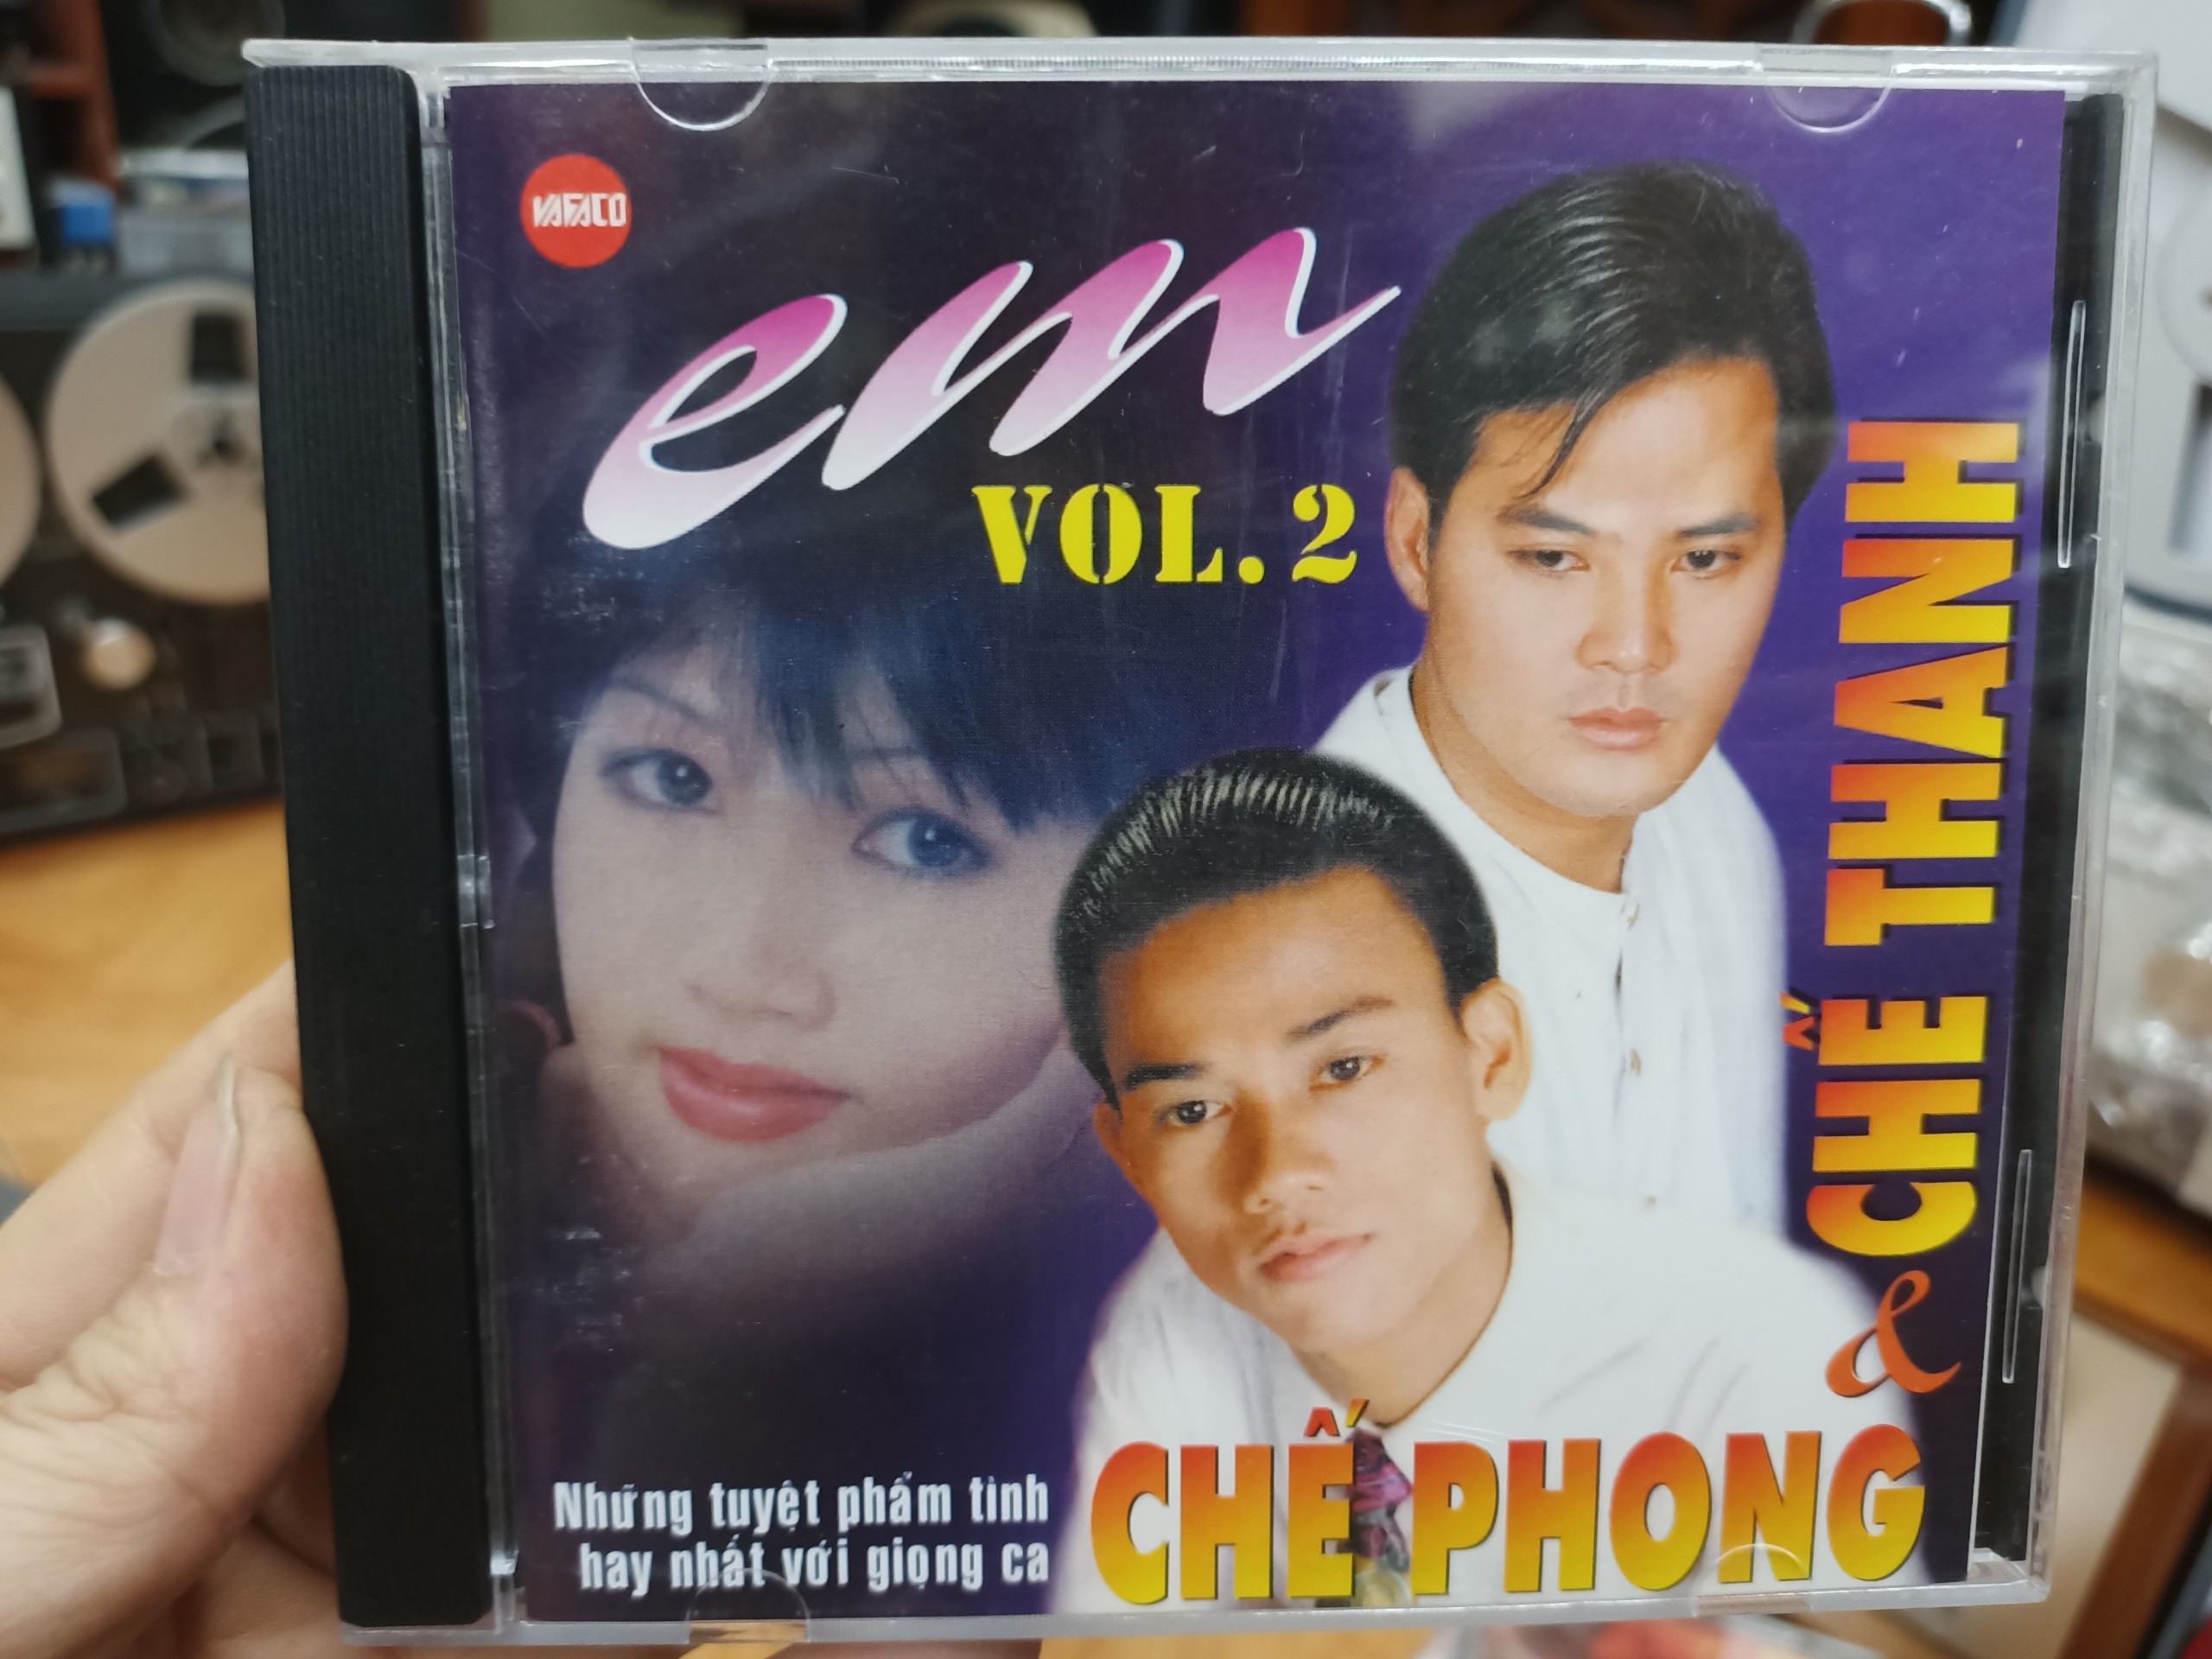 VAFACO
em
VOL. 2
CHẾ THANH
&
CHẾ PHONG
Những tuyệt phẩm tình
hay nhất với giọng ca